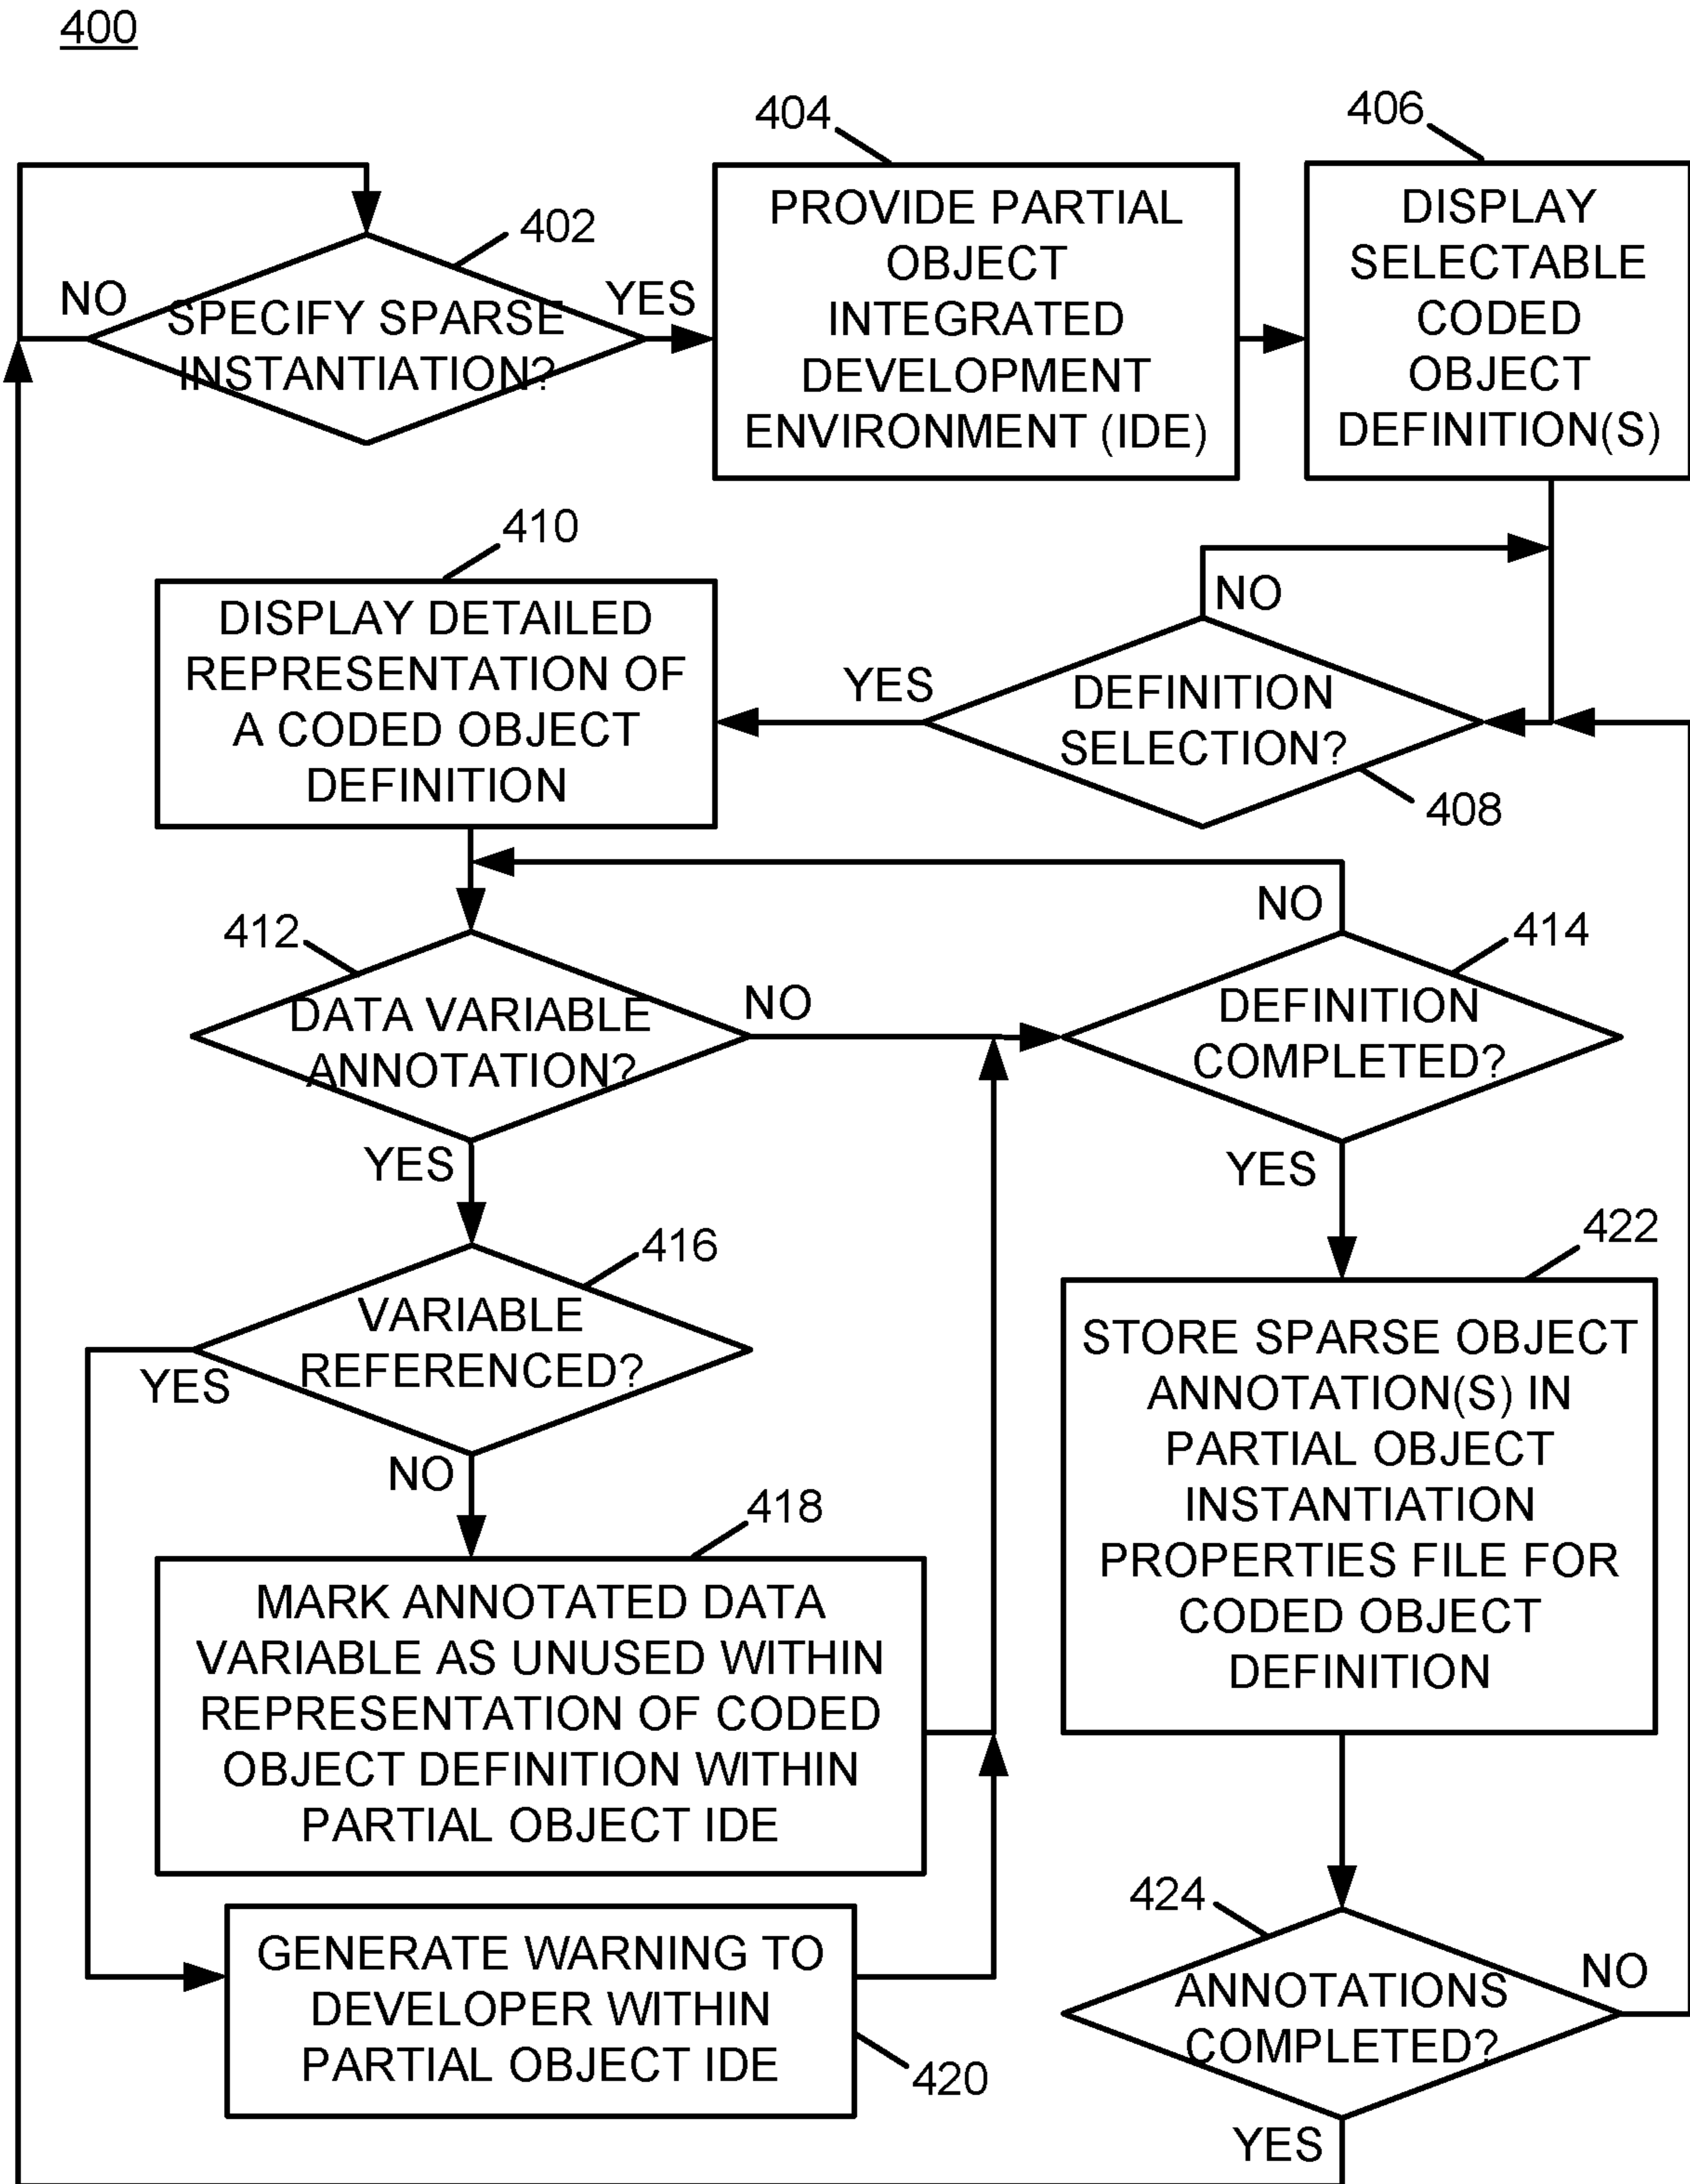 400
404
406
402
NO
SPECIFY SPARSE
INSTANTIATION?
YES
PROVIDE PARTIAL
OBJECT
INTEGRATED
DEVELOPMENT
ENVIRONMENT (IDE)
DISPLAY
SELECTABLE
CODED
OBJECT
DEFINITION(S)
410
DISPLAY DETAILED
REPRESENTATION OF
A CODED OBJECT
DEFINITION
NO
YES
DEFINITION
SELECTION?
408
NO
412
DATA VARIABLE
ANNOTATION?
NO
414
DEFINITION
COMPLETED?
YES
YES
416
VARIABLE
REFERENCED?
YES
NO
422
STORE SPARSE OBJECT
ANNOTATION(S) IN
PARTIAL OBJECT
INSTANTIATION
PROPERTIES FILE FOR
CODED OBJECT
DEFINITION
418
MARK ANNOTATED DATA
VARIABLE AS UNUSED WITHIN
REPRESENTATION OF CODED
OBJECT DEFINITION WITHIN
PARTIAL OBJECT IDE
GENERATE WARNING TO
DEVELOPER WITHIN
PARTIAL OBJECT IDE
420
424
ANNOTATIONS
COMPLETED?
NO
YES